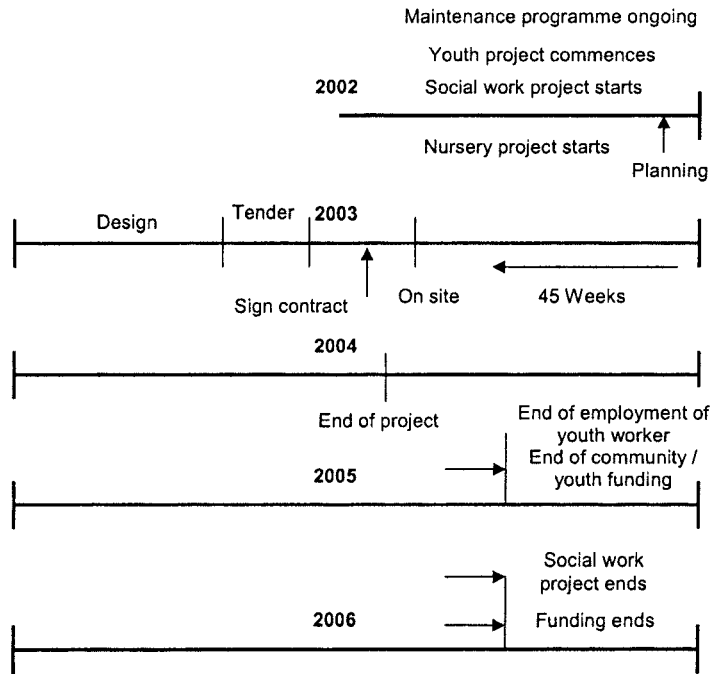 Maintenance programme ongoing
Youth project commences
2002 Social work project starts
Nursery project starts
Planning
Design Tender 2003
Sign contract On site 45 Weeks
2004
End of project
End of employment of
youth worker
End of community /
2005 youth funding
Social work
project ends
2006 Funding ends